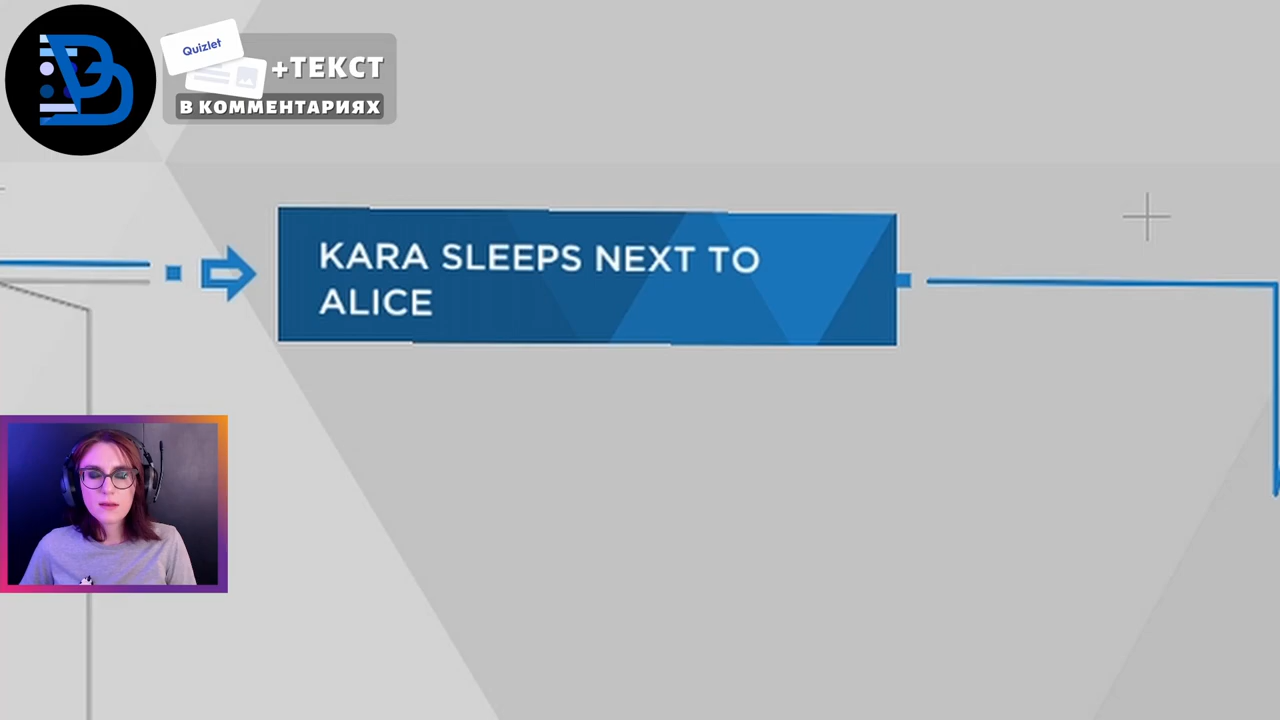 Quizlet
+ТЕКСТ
В КОММЕНТАРИЯХ
KARA SLEEPS NEXT TO
ALICE